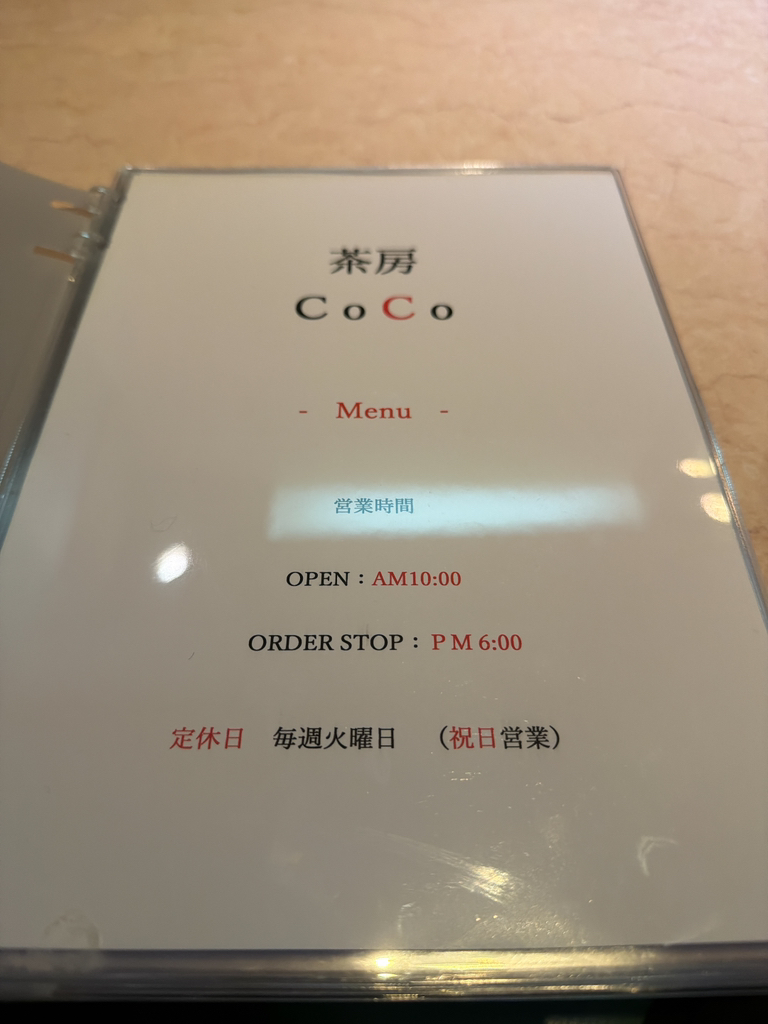 茶房
CoCo
- Menu -
営業時間
OPEN：AM10:00
ORDER STOP：PM 6:00
定休日　毎週火曜日　（祝日営業）